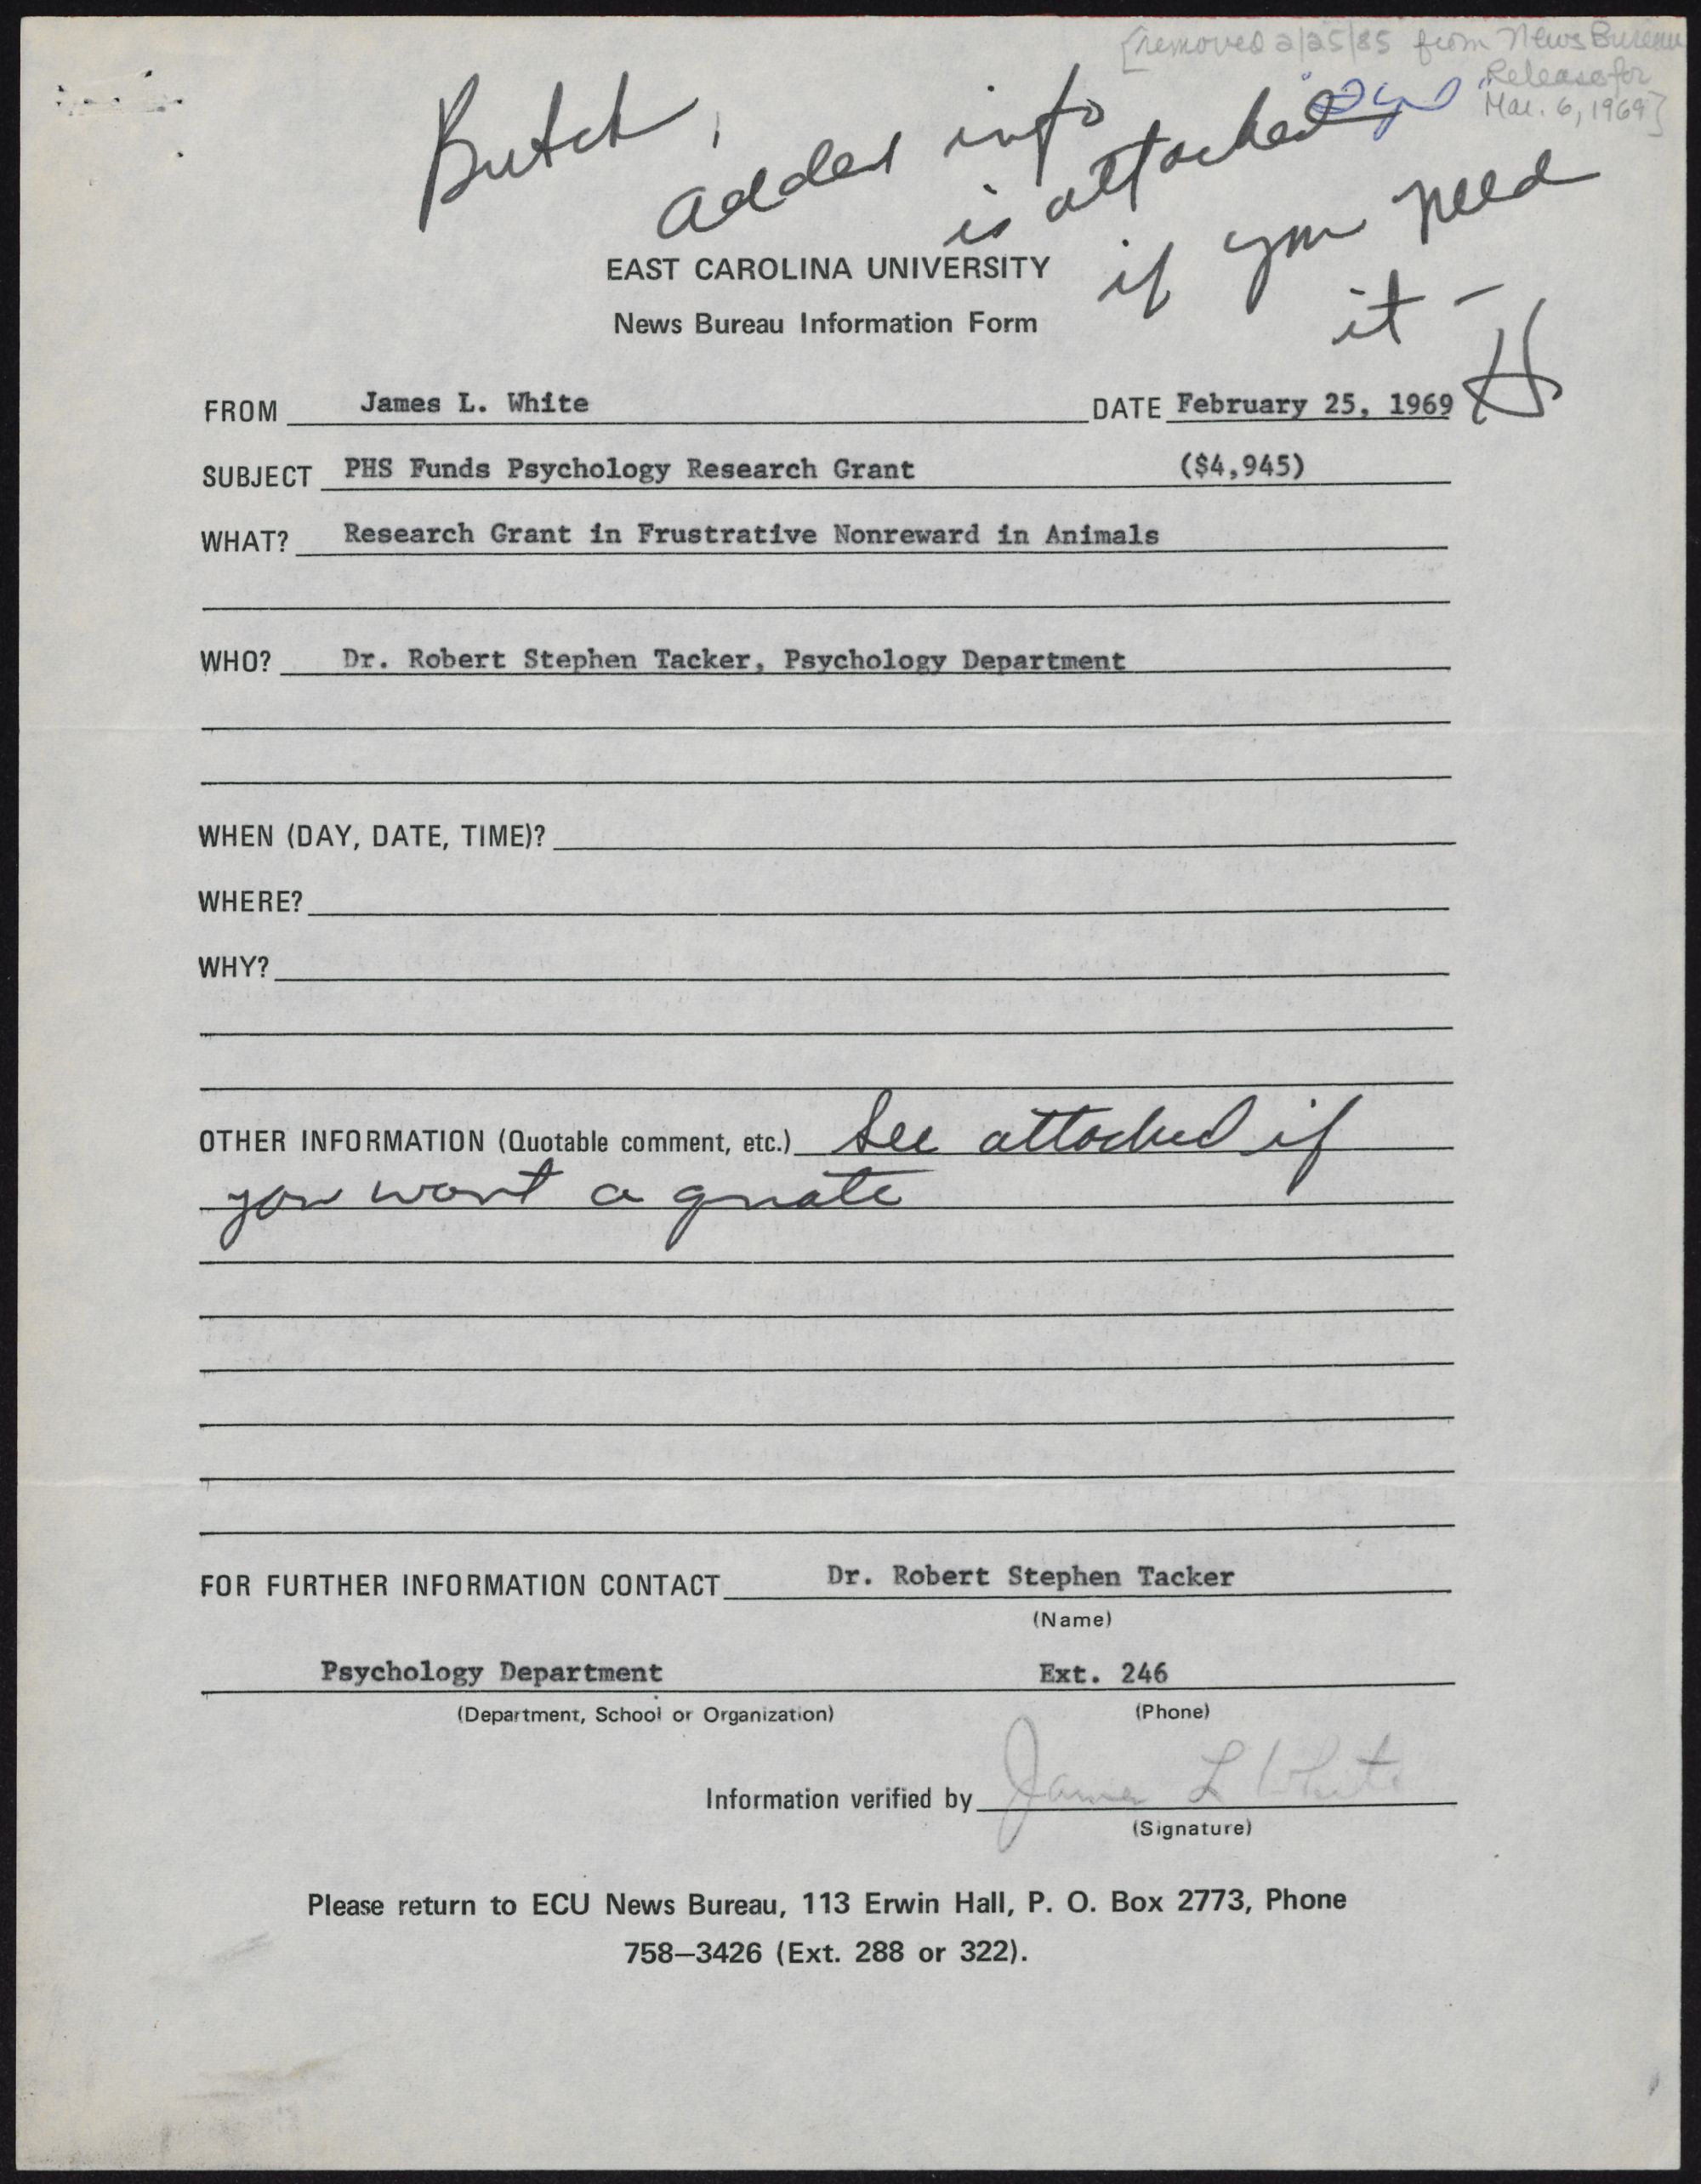 [removed 2/25/85 from News Bureau
Release for
Mar. 6, 1969]
Butch,
added info
is attached
if you need
it —
H
EAST CAROLINA UNIVERSITY
News Bureau Information Form
FROM James L. White DATE February 25, 1969
SUBJECT PHS Funds Psychology Research Grant ($4,945)
WHAT? Research Grant in Frustrative Nonreward in Animals
WHO? Dr. Robert Stephen Tacker, Psychology Department
WHEN (DAY, DATE, TIME)?
WHERE?
WHY?
OTHER INFORMATION (Quotable comment, etc.) See attached if
you want a quote
FOR FURTHER INFORMATION CONTACT Dr. Robert Stephen Tacker
(Name)
Psychology Department Ext. 246
(Department, School or Organization) (Phone)
Information verified by James L White
(Signature)
Please return to ECU News Bureau, 113 Erwin Hall, P. O. Box 2773, Phone
758–3426 (Ext. 288 or 322).